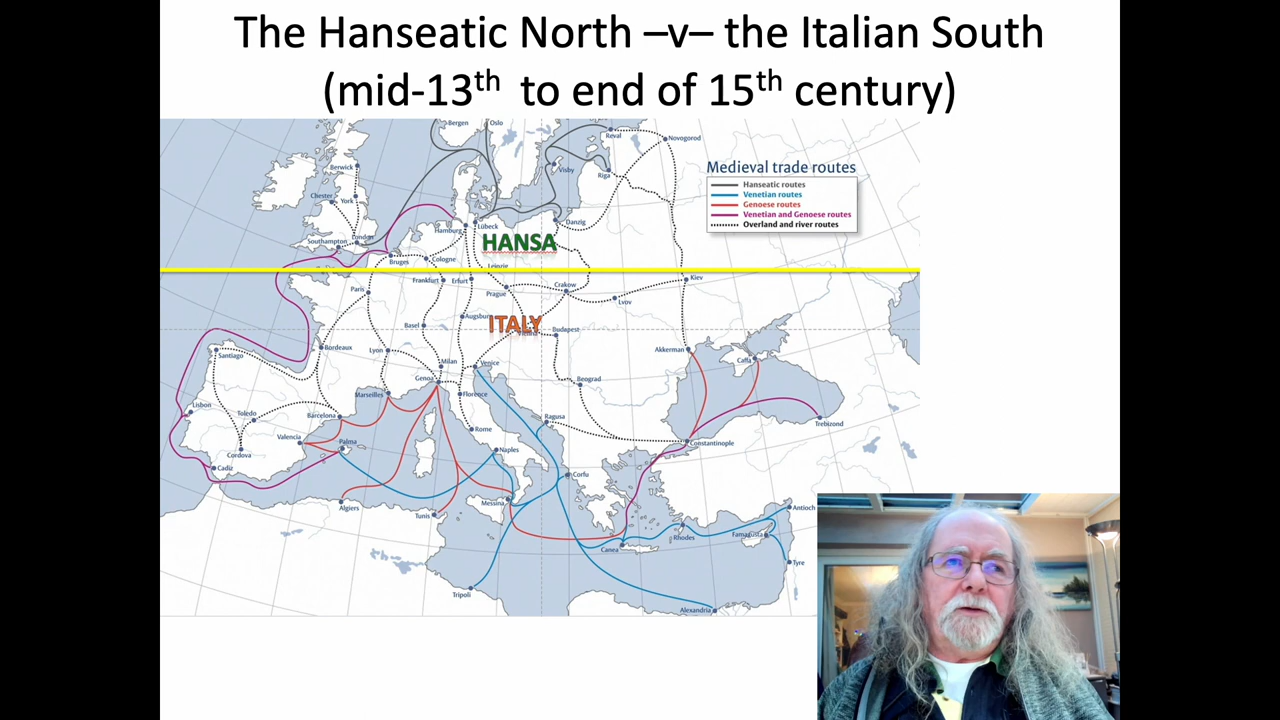 The Hanseatic North –v– the Italian South
(mid-13th to end of 15th century)
Bergen
Oslo
Reval
Novogorod
Medieval trade routes
Hanseatic routes
Venetian routes
Genoese routes
Venetian and Genoese routes
Overland and river routes
Berwick
Visby
Riga
Chester
York
Danzig
Lübeck
Hamburg
London
Southampton
HANSA
Bruges
Cologne
Leipzig
Frankfurt
Erfurt
Kiev
Paris
Prague
Crakow
Lvov
Augsburg
ITALY
Basel
Vienna
Budapest
Bordeaux
Lyon
Akkerman
Santiago
Milan
Venice
Caffa
Genoa
Beograd
Marseilles
Florence
Lisbon
Toledo
Barcelona
Ragusa
Trebizond
Valencia
Rome
Palma
Constantinople
Cordova
Naples
Cadiz
Corfu
Algiers
Messina
Antioch
Tunis
Rhodes
Famagusta
Canea
Tyre
Tripoli
Alexandria